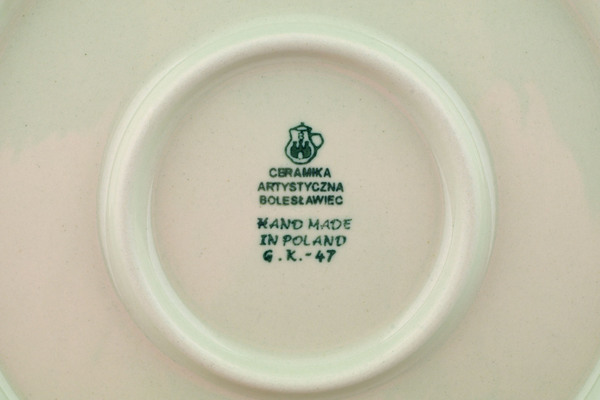 CERAMIKA
ARTYSTYCZNA
BOLESŁAWIEC
HAND MADE
IN POLAND
G.K.-47